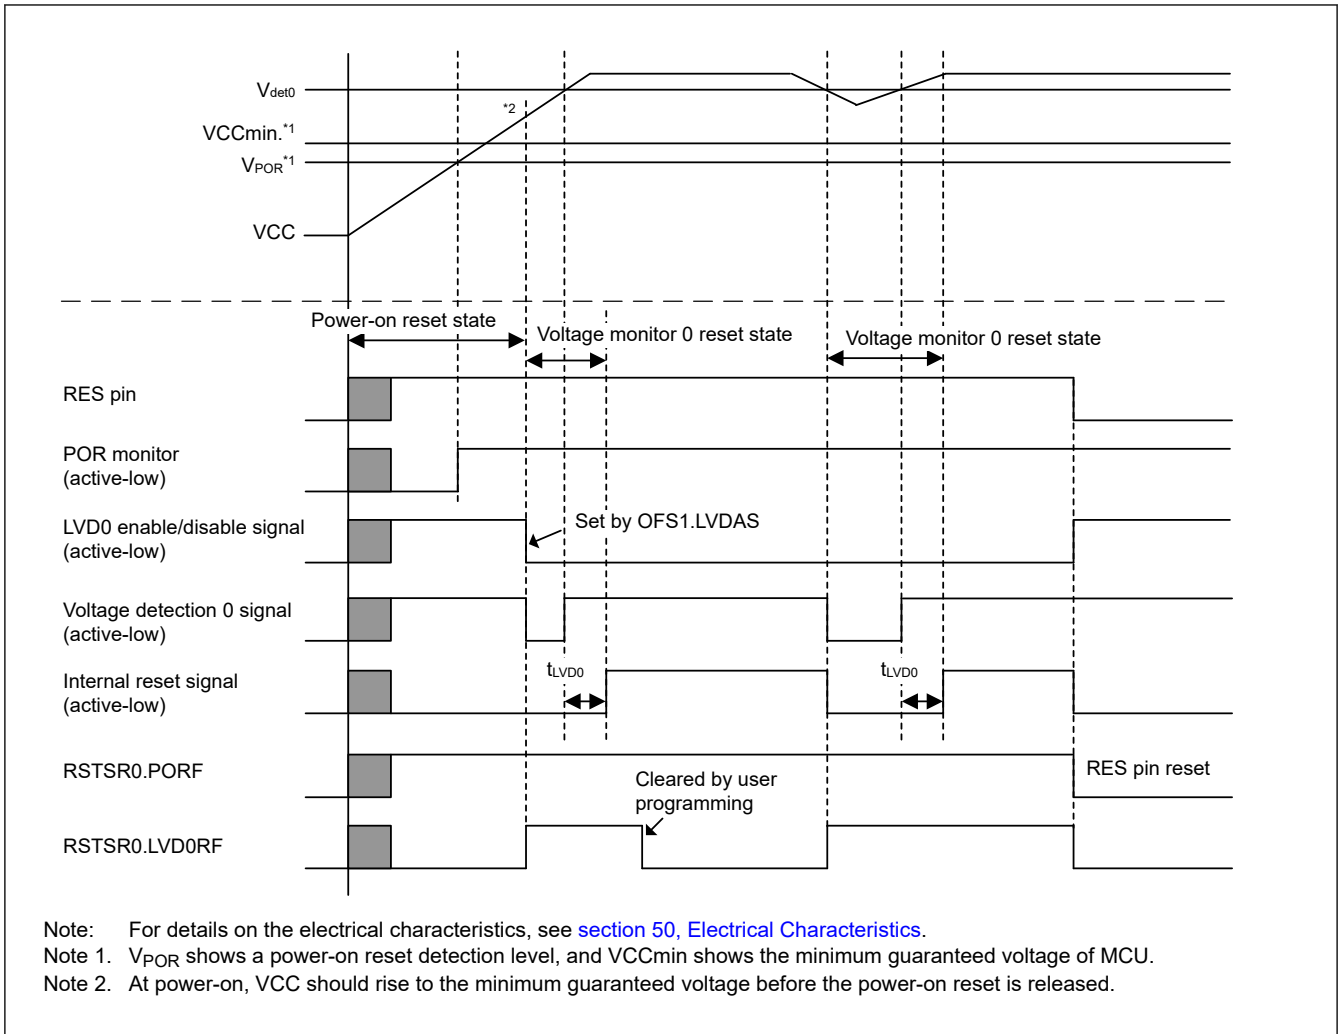 Vdet0
*2
VCCmin.*1
VPOR*1
VCC
Power-on reset state
Voltage monitor 0 reset state
Voltage monitor 0 reset state
RES pin
POR monitor
(active-low)
LVD0 enable/disable signal
(active-low)
Set by OFS1.LVDAS
Voltage detection 0 signal
(active-low)
tLVD0
tLVD0
Internal reset signal
(active-low)
RSTSR0.PORF
RES pin reset
Cleared by user
programming
RSTSR0.LVD0RF
Note: For details on the electrical characteristics, see section 50, Electrical Characteristics.
Note 1. VPOR shows a power-on reset detection level, and VCCmin shows the minimum guaranteed voltage of MCU.
Note 2. At power-on, VCC should rise to the minimum guaranteed voltage before the power-on reset is released.